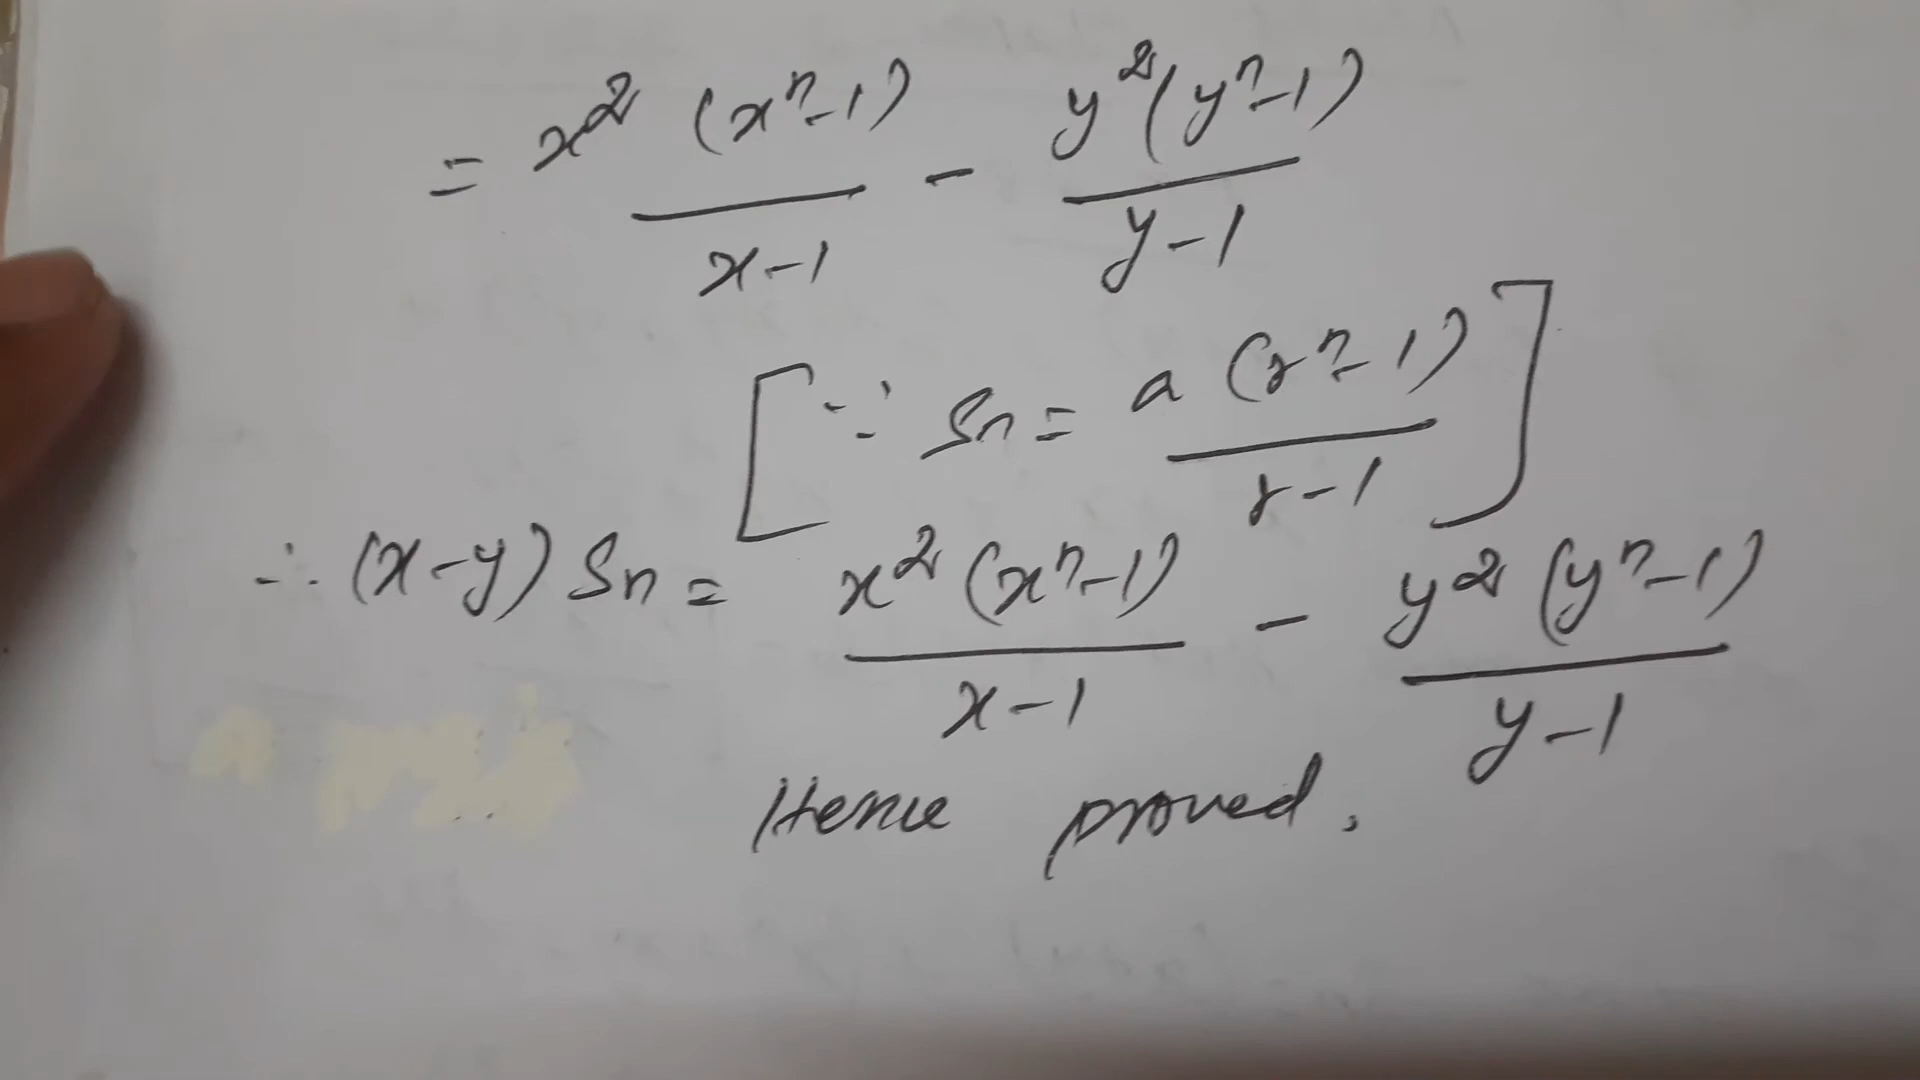 = x² (xⁿ-1) / x-1 - y² (yⁿ-1) / y-1
[∵ Sn = a (rⁿ-1) / r-1]
∴ (x-y) Sn = x² (xⁿ-1) / x-1 - y² (yⁿ-1) / y-1
Hence proved.